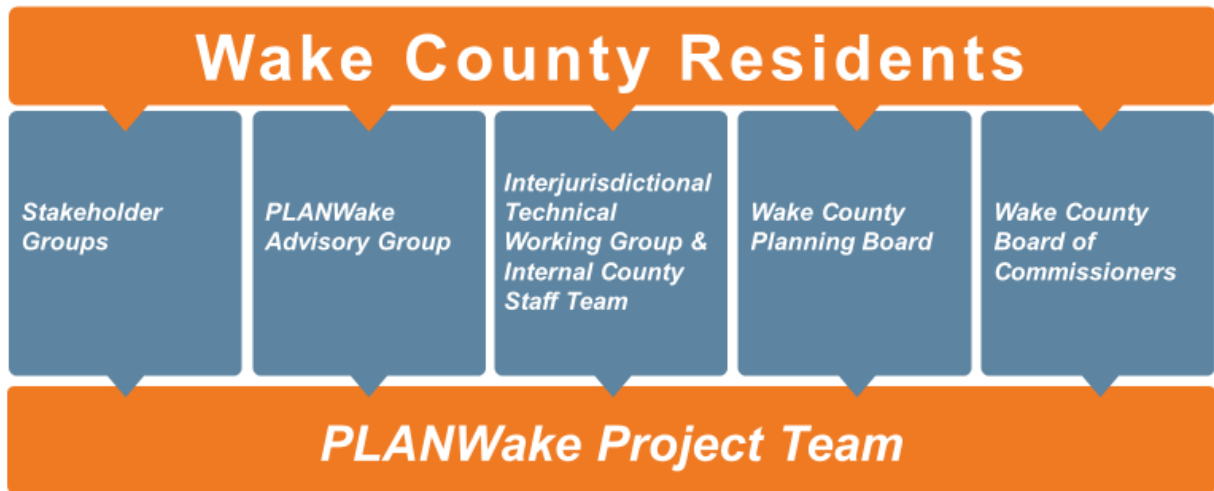 Wake County Residents
Stakeholder
Groups
PLANWake
Advisory Group
Interjurisdictional
Technical
Working Group &
Internal County
Staff Team
Wake County
Planning Board
Wake County
Board of
Commissioners
PLANWake Project Team